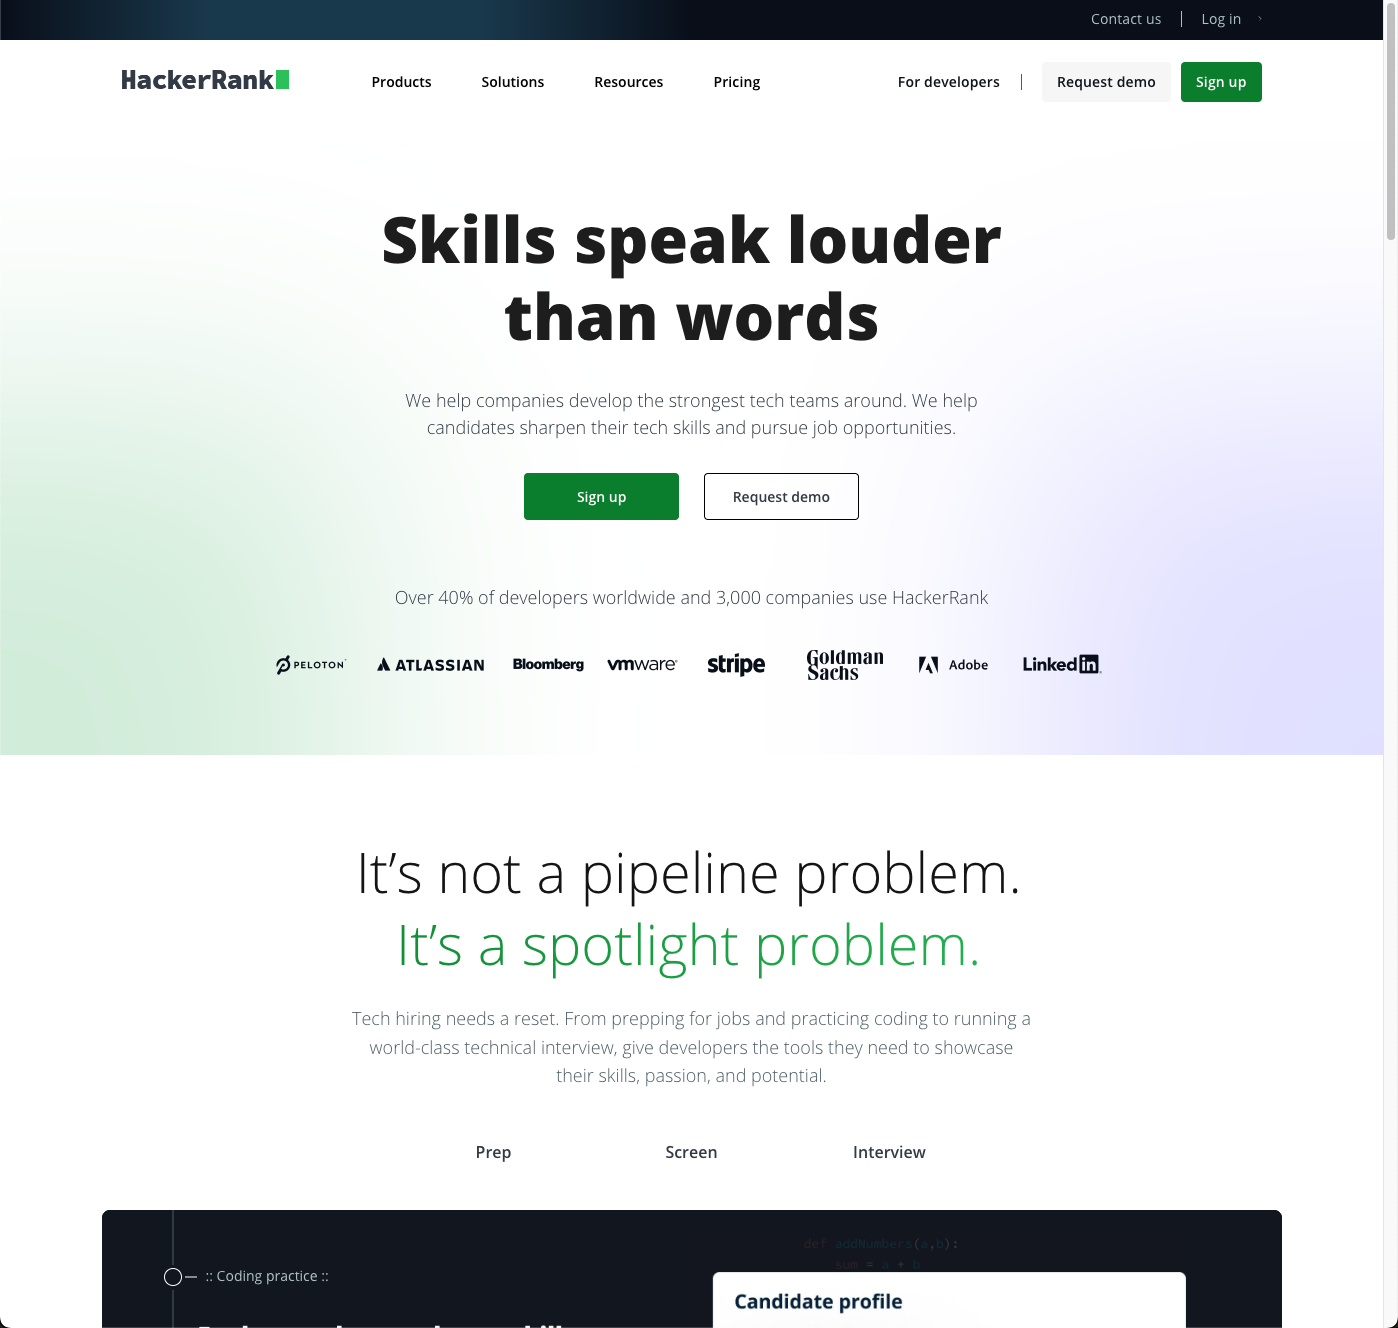 Contact us
Log in
HackerRank
Products
Solutions
Resources
Pricing
For developers
Request demo
Sign up
Skills speak louder
than words
We help companies develop the strongest tech teams around. We help
candidates sharpen their tech skills and pursue job opportunities.
Sign up
Request demo
Over 40% of developers worldwide and 3,000 companies use HackerRank
PELOTON
ATLASSIAN
Bloomberg
vmware
stripe
Goldman
Sachs
Adobe
Linkedin
It’s not a pipeline problem.
It’s a spotlight problem.
Tech hiring needs a reset. From prepping for jobs and practicing coding to running a
world-class technical interview, give developers the tools they need to showcase
their skills, passion, and potential.
Prep
Screen
Interview
:: Coding practice ::
def addNumbers(a,b):
sum = a + b
Candidate profile